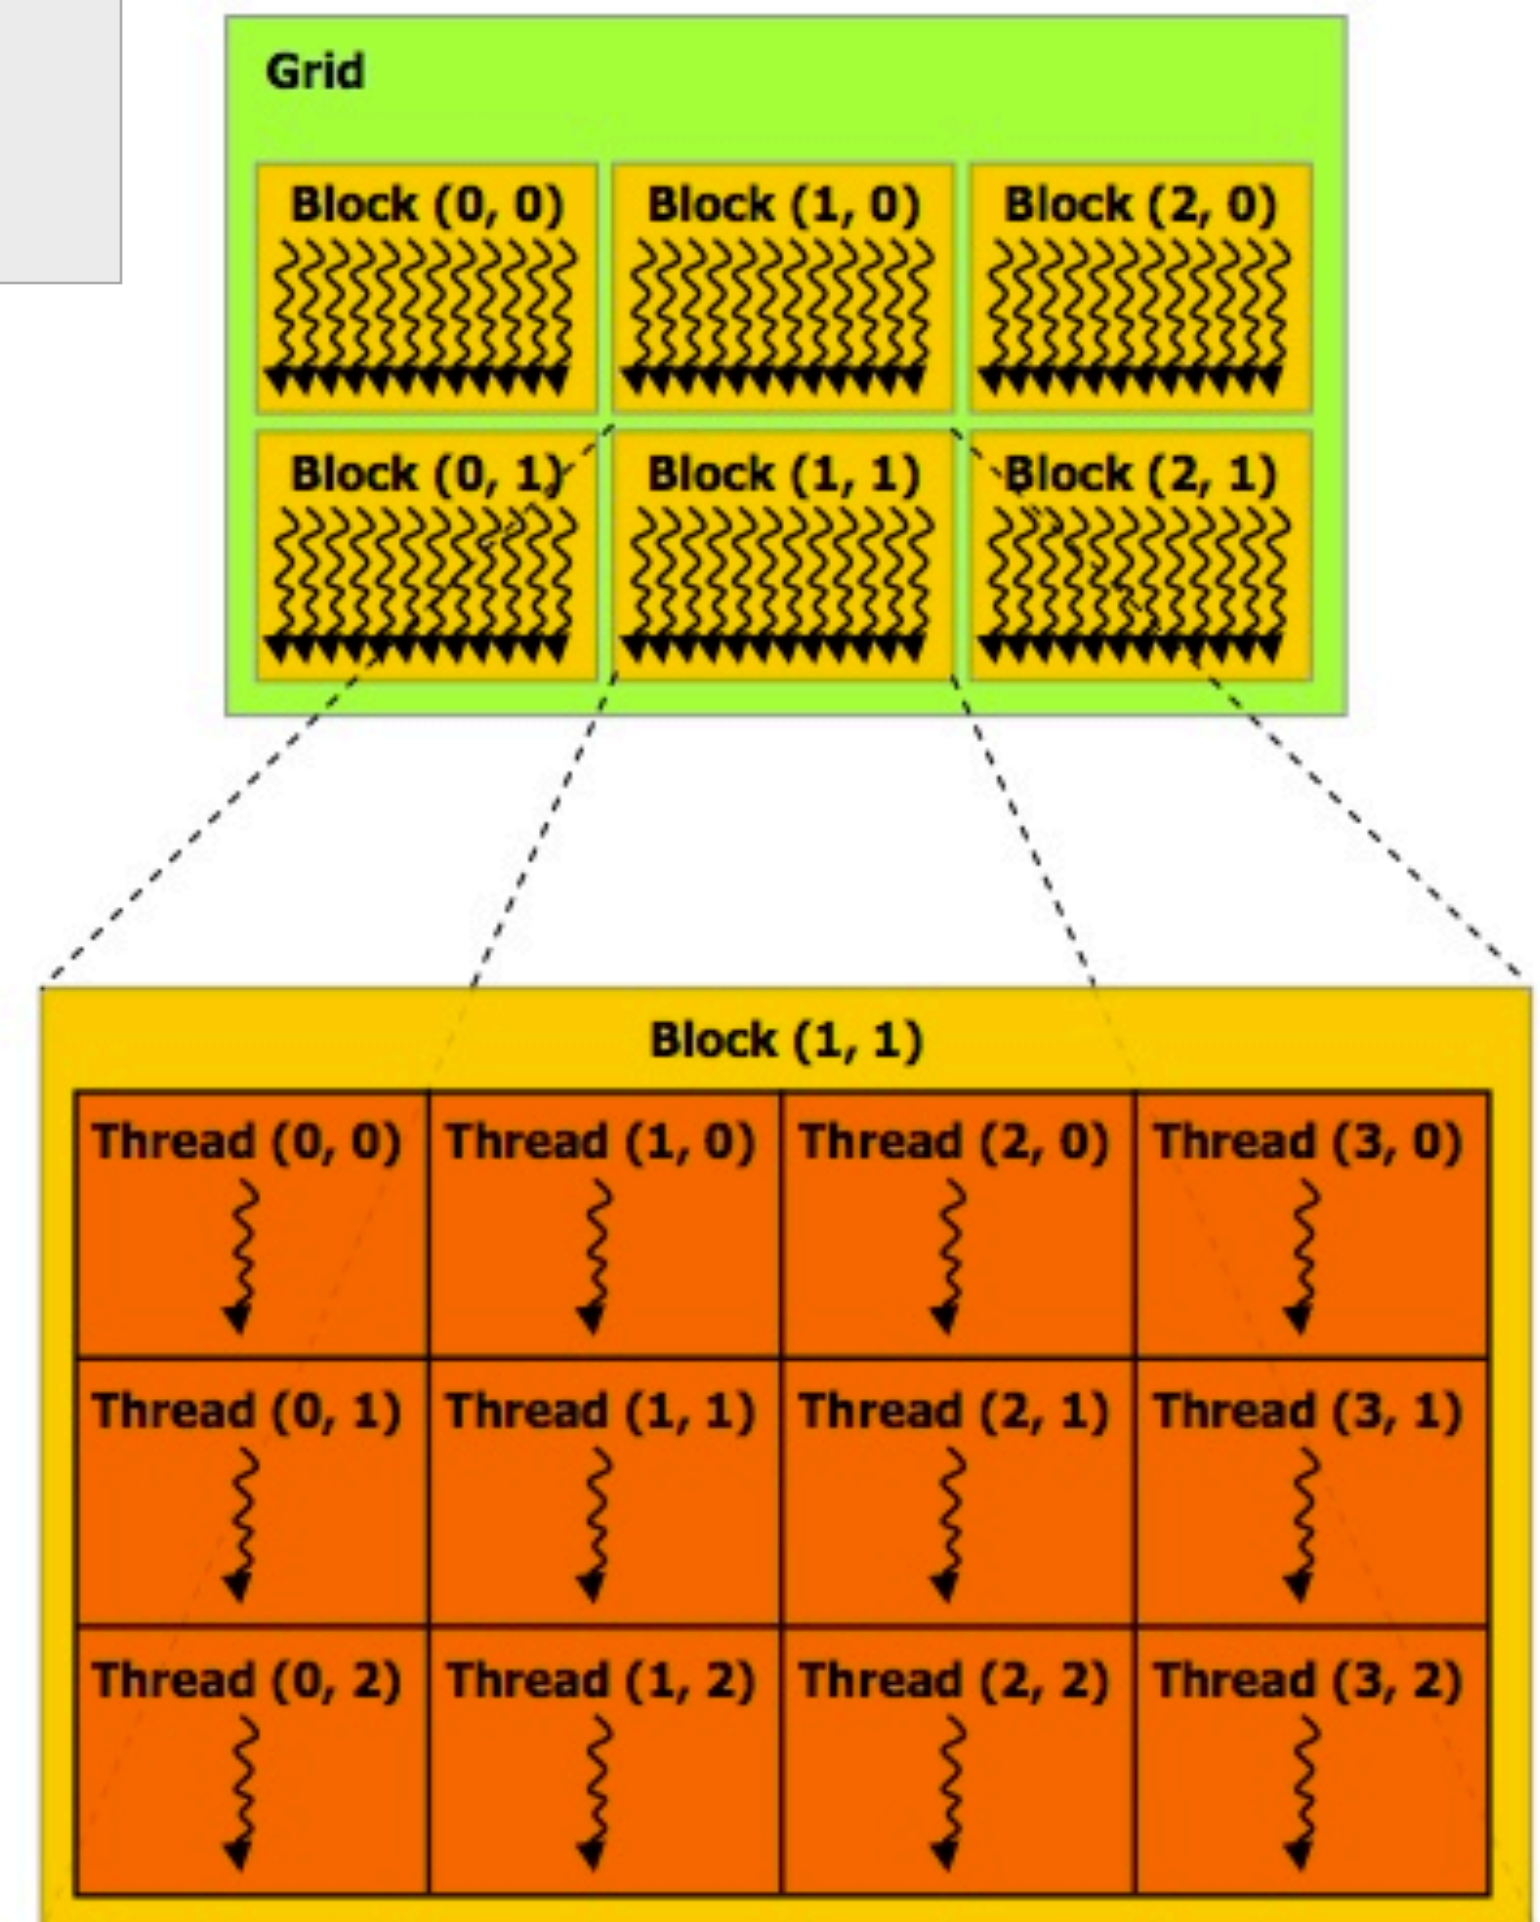 Grid
Block (0, 0) Block (1, 0) Block (2, 0)
Block (0, 1) Block (1, 1) Block (2, 1)
Block (1, 1)
Thread (0, 0) Thread (1, 0) Thread (2, 0) Thread (3, 0)
Thread (0, 1) Thread (1, 1) Thread (2, 1) Thread (3, 1)
Thread (0, 2) Thread (1, 2) Thread (2, 2) Thread (3, 2)